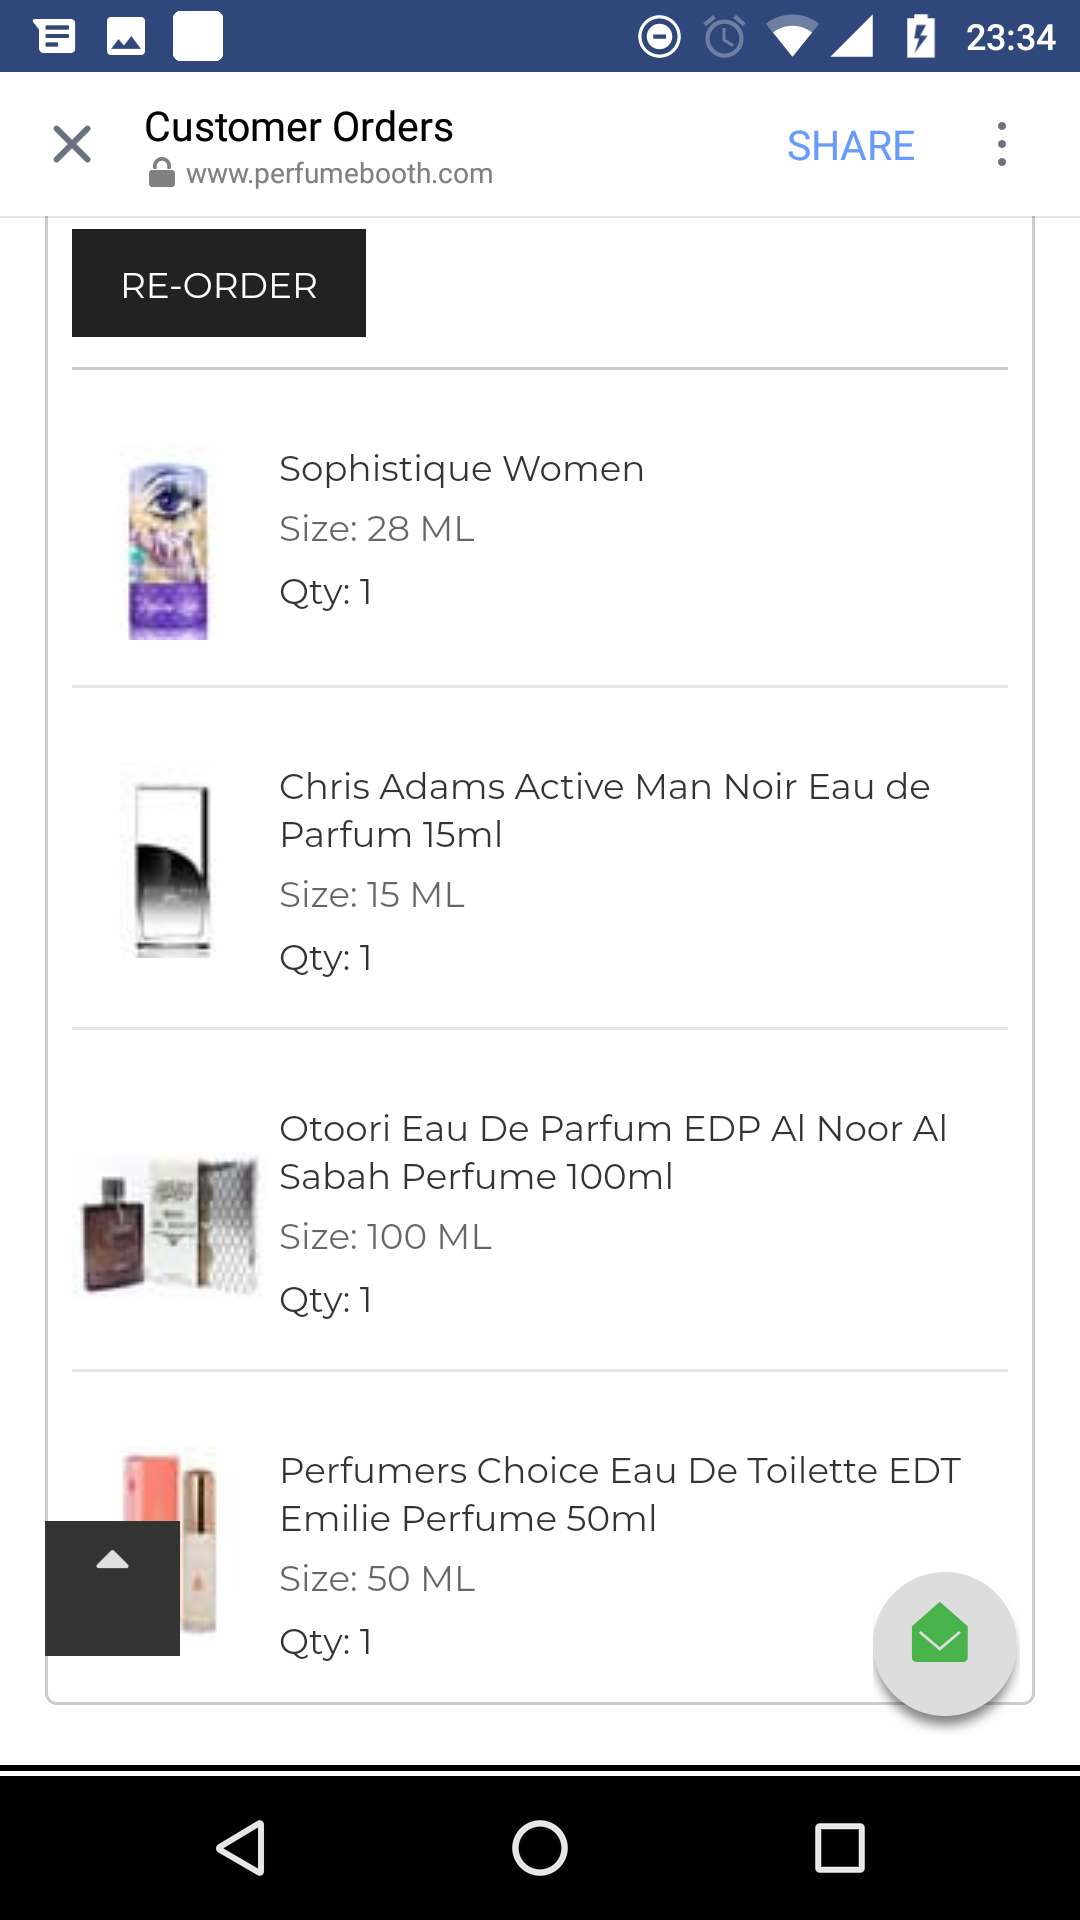 23:34
Customer Orders
SHARE
www.perfumebooth.com
RE-ORDER
Sophistique Women
Size: 28 ML
Qty: 1
Chris Adams Active Man Noir Eau de
Parfum 15ml
Size: 15 ML
Qty: 1
Otoori Eau De Parfum EDP Al Noor Al
Sabah Perfume 100ml
Size: 100 ML
Qty: 1
Perfumers Choice Eau De Toilette EDT
Emilie Perfume 50ml
Size: 50 ML
Qty: 1